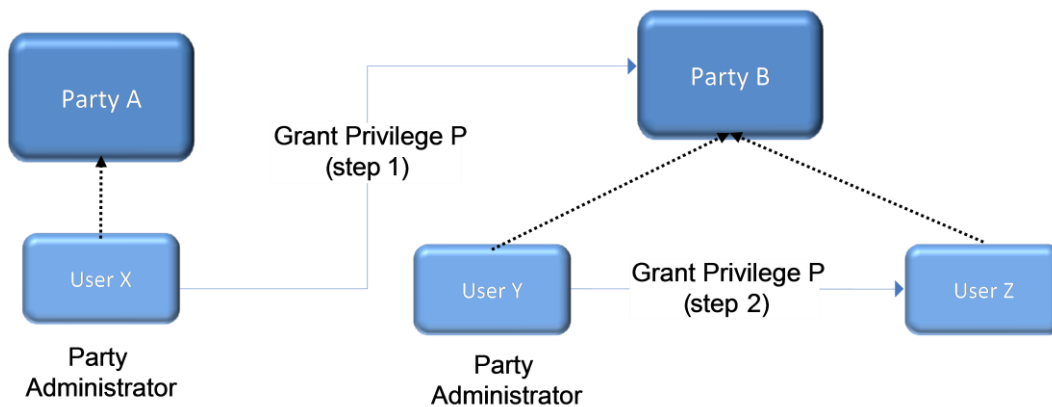 Party A
Party B
Grant Privilege P
(step 1)
User X
User Y
Grant Privilege P
(step 2)
User Z
Party
Administrator
Party
Administrator